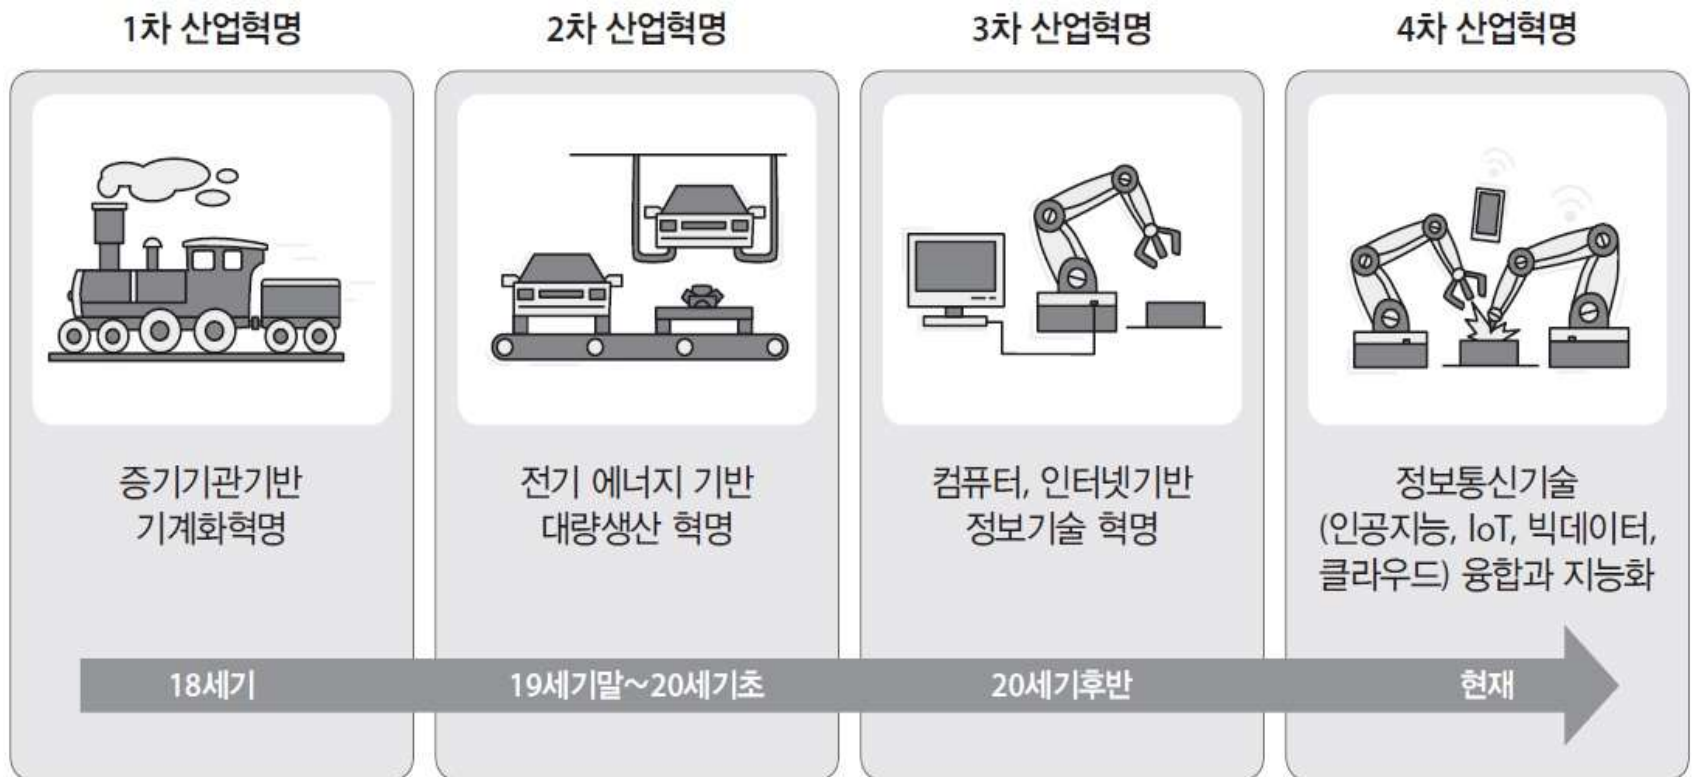 1차 산업혁명
2차 산업혁명
3차 산업혁명
4차 산업혁명
증기기관기반
기계화혁명
전기 에너지 기반
대량생산 혁명
컴퓨터, 인터넷기반
정보기술 혁명
정보통신기술
(인공지능, IoT, 빅데이터,
클라우드) 융합과 지능화
18세기
19세기말~20세기초
20세기후반
현재